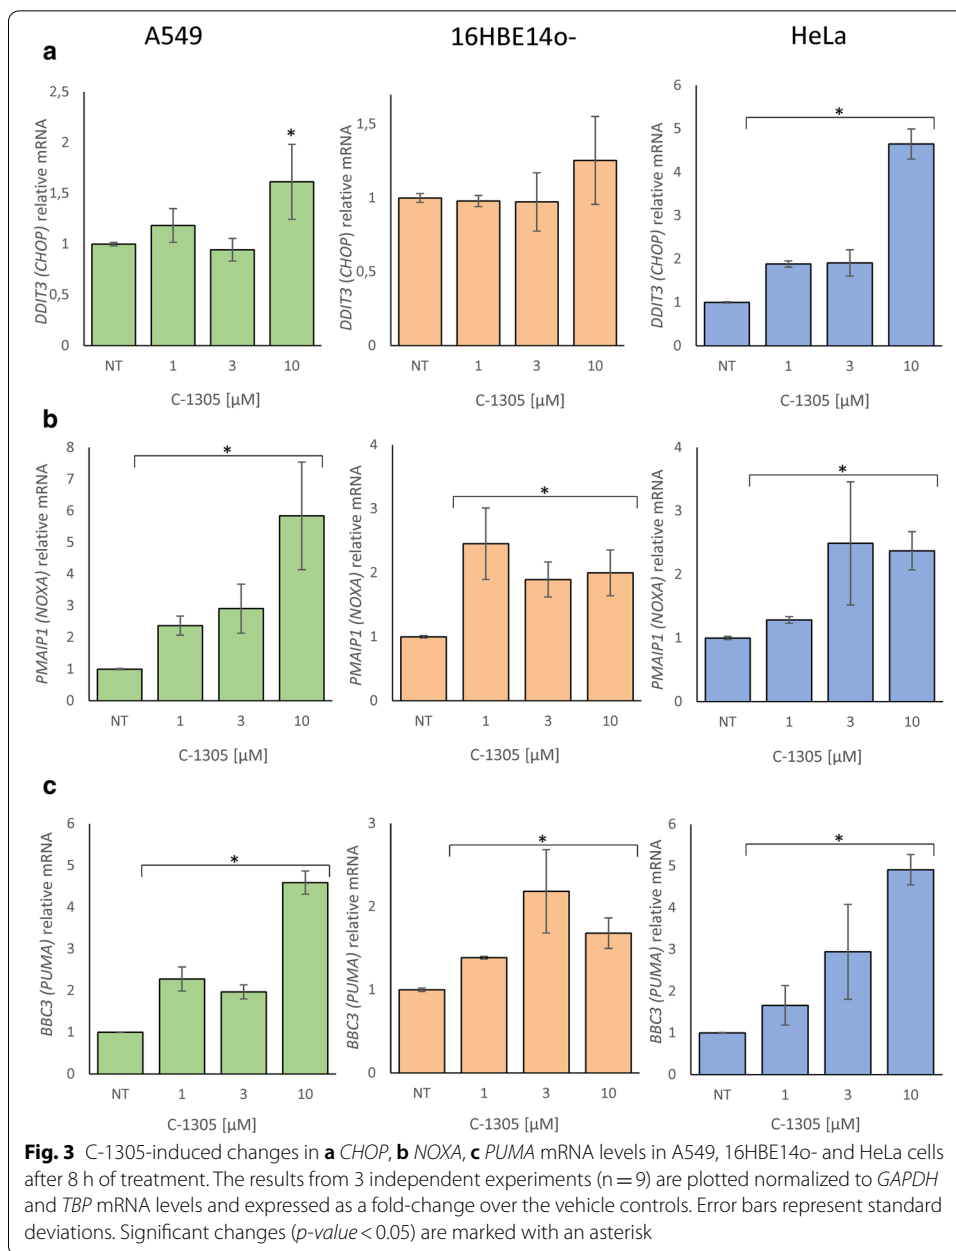 A549 16HBE14o- HeLa
a
DDIT3 (CHOP) relative mRNA
2,5
2
1,5
1
0,5
0
*
NT 1 3 10
C-1305 [µM]
DDIT3 (CHOP) relative mRNA
1,5
1
0,5
0
NT 1 3 10
C-1305 [µM]
DDIT3 (CHOP) relative mRNA
6
5
4
3
2
1
0
*
NT 1 3 10
C-1305 [µM]
b
PMAIP1 (NOXA) relative mRNA
8
7
6
5
4
3
2
1
0
*
NT 1 3 10
C-1305 [µM]
PMAIP1 (NOXA) relative mRNA
4
3
2
1
0
*
NT 1 3 10
C-1305 [µM]
PMAIP1 (NOXA) relative mRNA
4
3
2
1
0
*
NT 1 3 10
C-1305 [µM]
c
BBC3 (PUMA) relative mRNA
6
5
4
3
2
1
0
*
NT 1 3 10
C-1305 [µM]
BBC3 (PUMA) relative mRNA
3
2
1
0
*
NT 1 3 10
C-1305 [µM]
BBC3 (PUMA) relative mRNA
6
5
4
3
2
1
0
*
NT 1 3 10
C-1305 [µM]
Fig. 3 C-1305-induced changes in a CHOP, b NOXA, c PUMA mRNA levels in A549, 16HBE14o- and HeLa cells
after 8 h of treatment. The results from 3 independent experiments (n = 9) are plotted normalized to GAPDH
and TBP mRNA levels and expressed as a fold-change over the vehicle controls. Error bars represent standard
deviations. Significant changes (p-value < 0.05) are marked with an asterisk